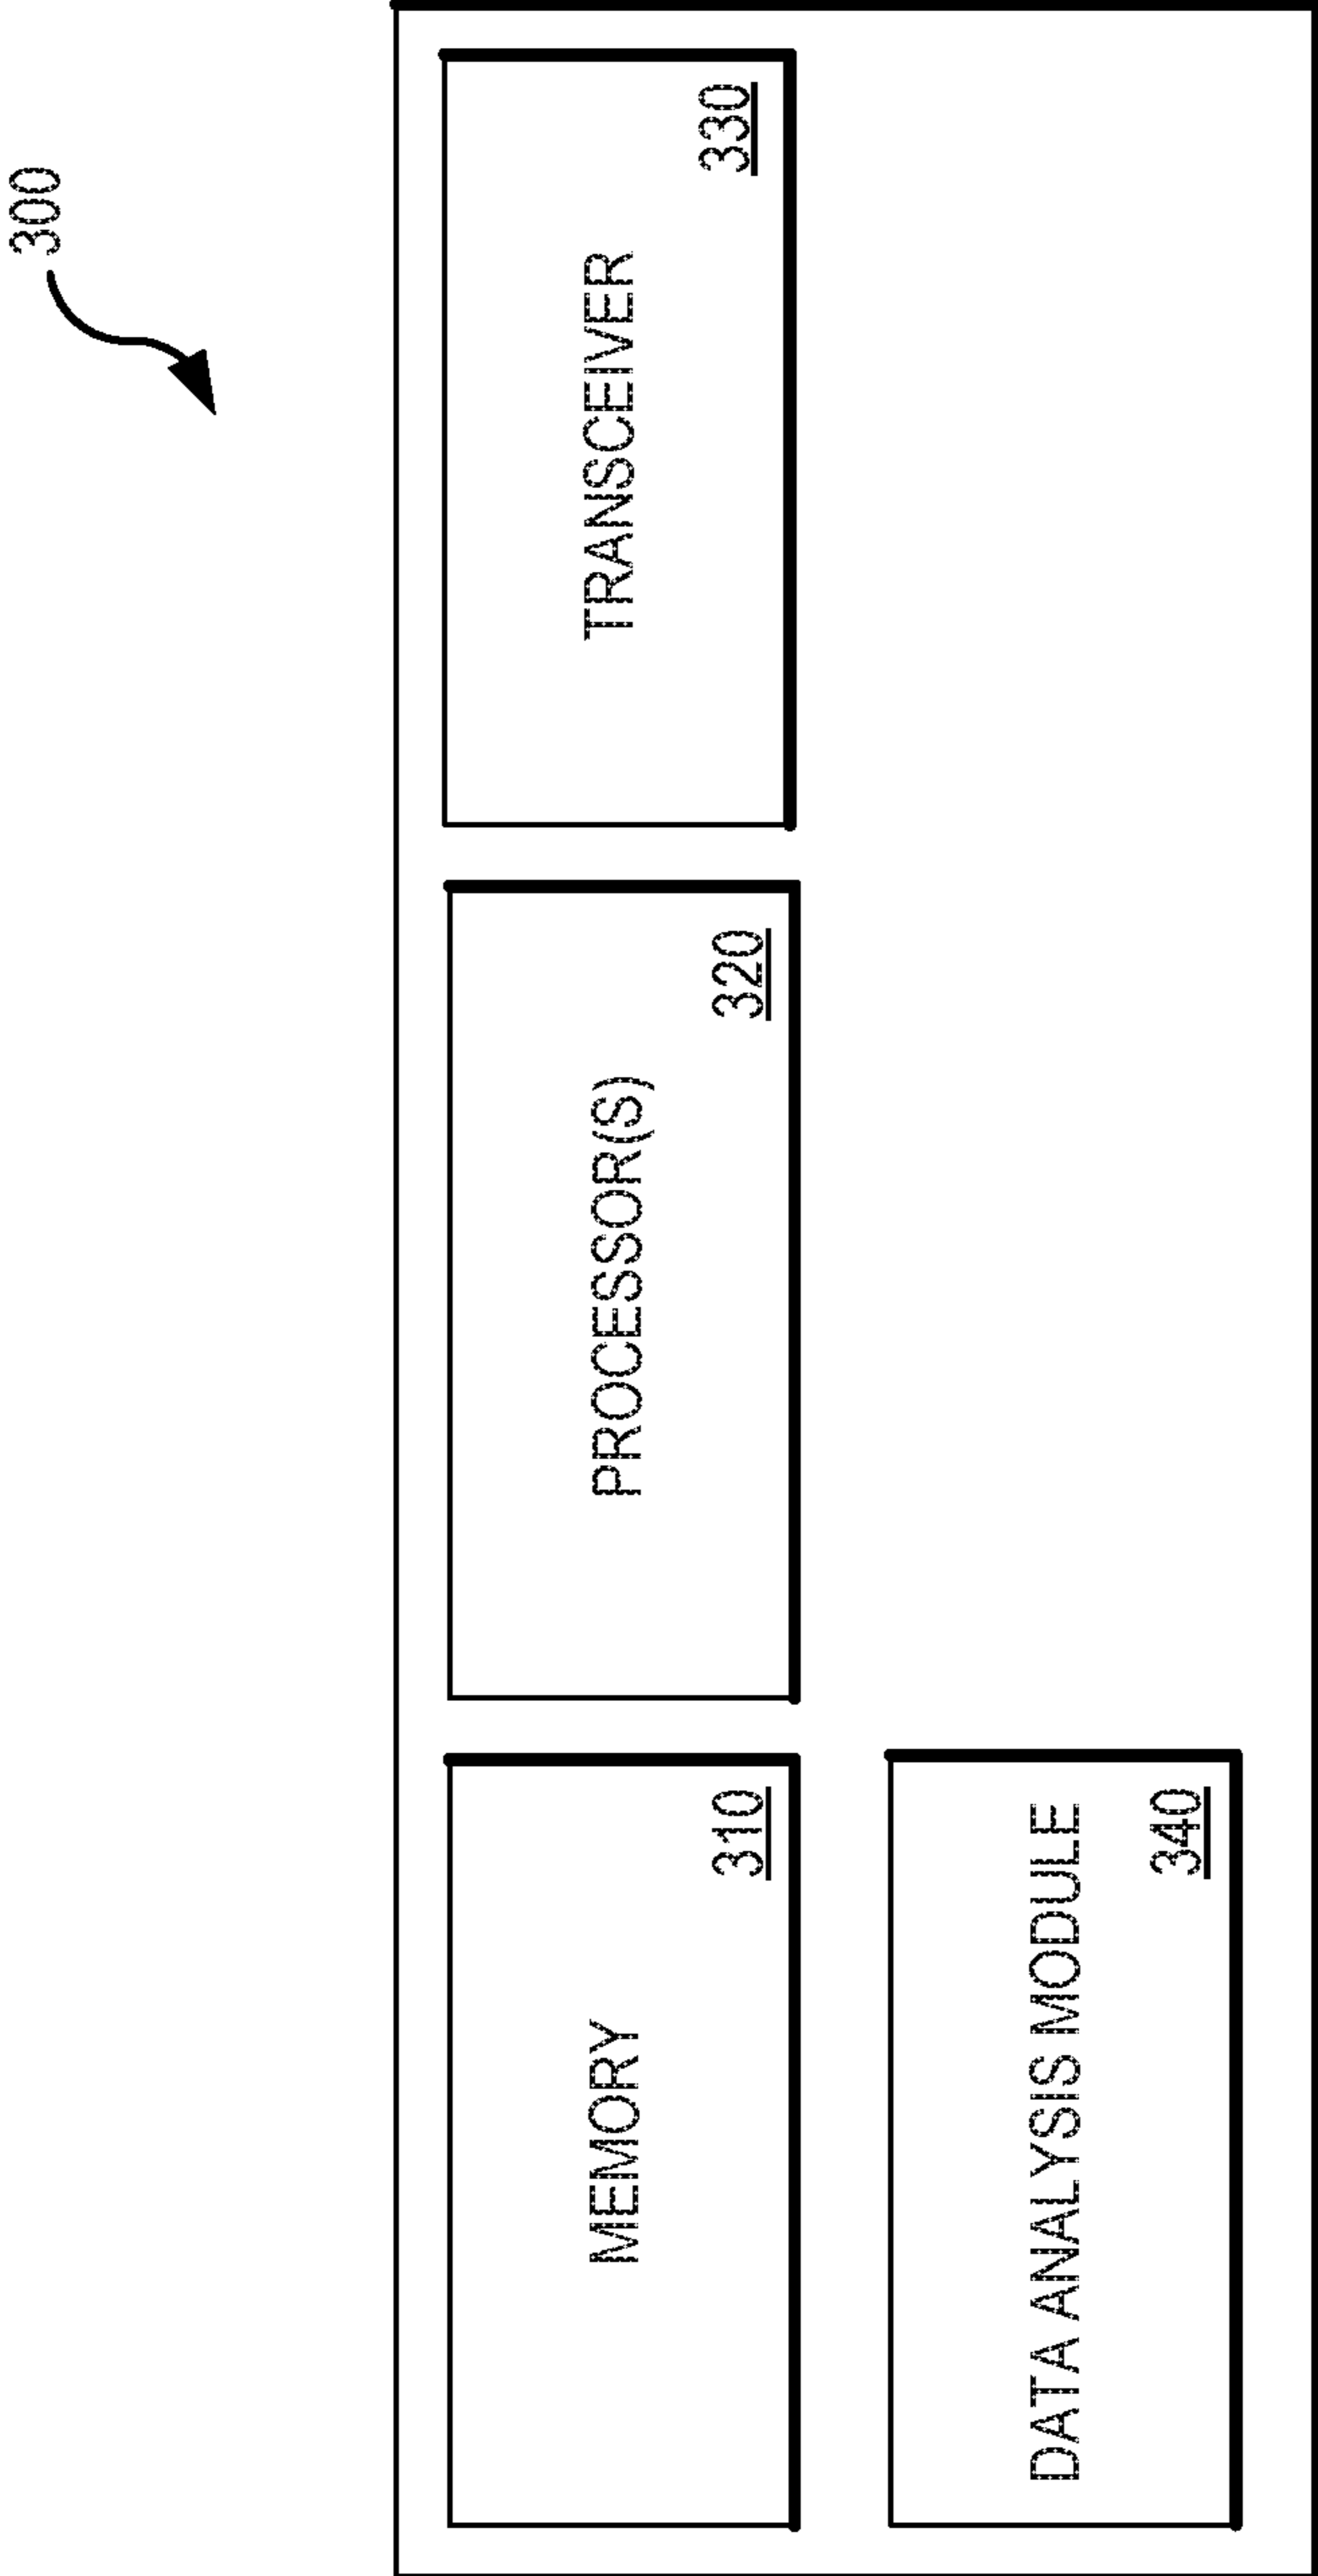 300
MEMORY
310
PROCESSOR(S)
320
TRANSCEIVER
330
DATA ANALYSIS MODULE
340